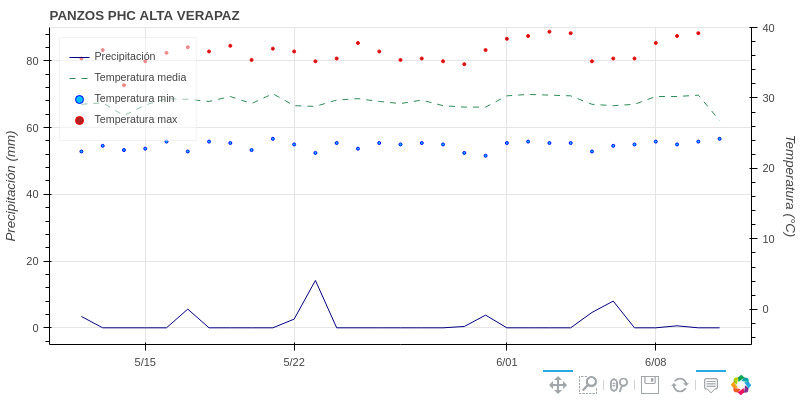 PANZOS PHC ALTA VERAPAZ
Precipitación
Temperatura media
Temperatura min
Temperatura max
Precipitación (mm)
80
60
40
20
0
Temperatura (°C)
40
30
20
10
0
5/15
5/22
6/01
6/08